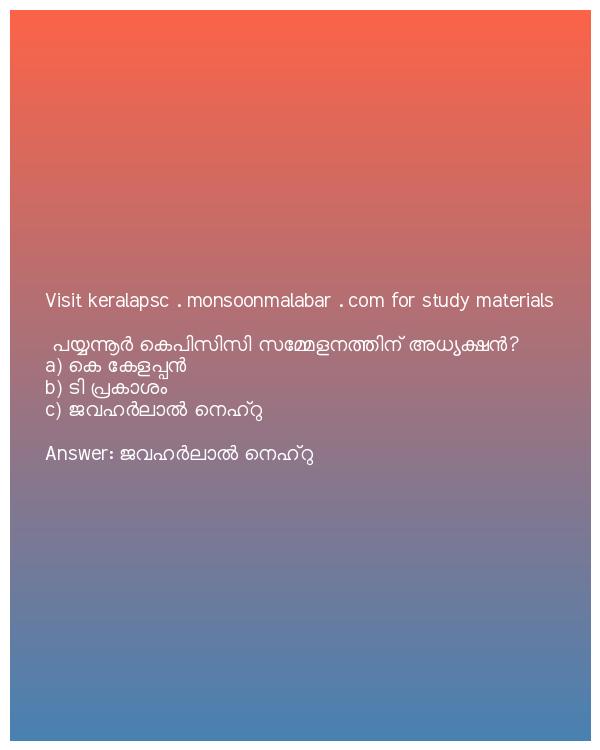 Visit keralapsc . monsoonmalabar . com for study materials
പയ്യന്നൂർ കെപിസിസി സമ്മേളനത്തിന് അധ്യക്ഷൻ?
a) കെ കേളപ്പൻ
b) ടി പ്രകാശം
c) ജവഹർലാൽ നെഹ്റു
Answer: ജവഹർലാൽ നെഹ്റു